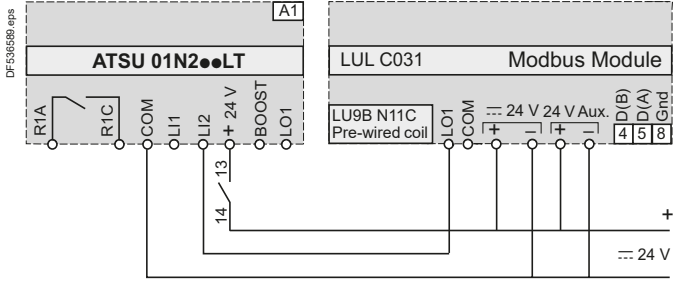 DF536589.eps
A1
ATSU 01N2●●LT
R1A
R1C
COM
LI1
LI2
+ 24 V
BOOST
LO1
13
14
LUL C031 Modbus Module
LU9B N11C
Pre-wired coil
LO1
COM
⎓ 24 V
24 V Aux.
+ – + –
D(B)
D(A)
Gnd
4 5 8
+
⎓ 24 V